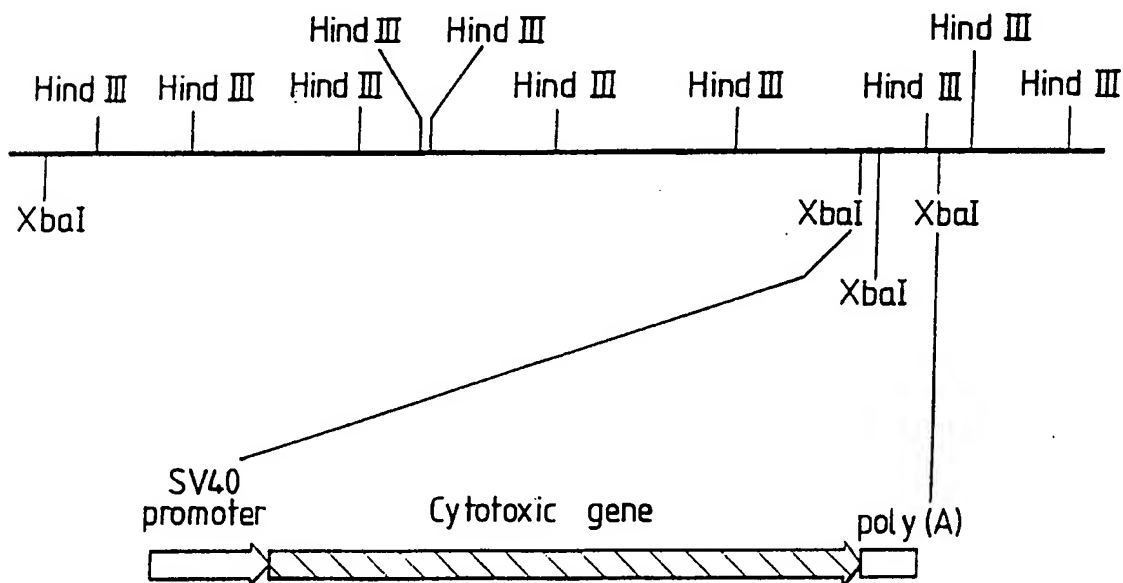 Hind III
Hind III Hind III
Hind III Hind III Hind III Hind III Hind III Hind III Hind III
XbaI XbaI XbaI
XbaI
SV40
promoter Cytotoxic gene poly (A)